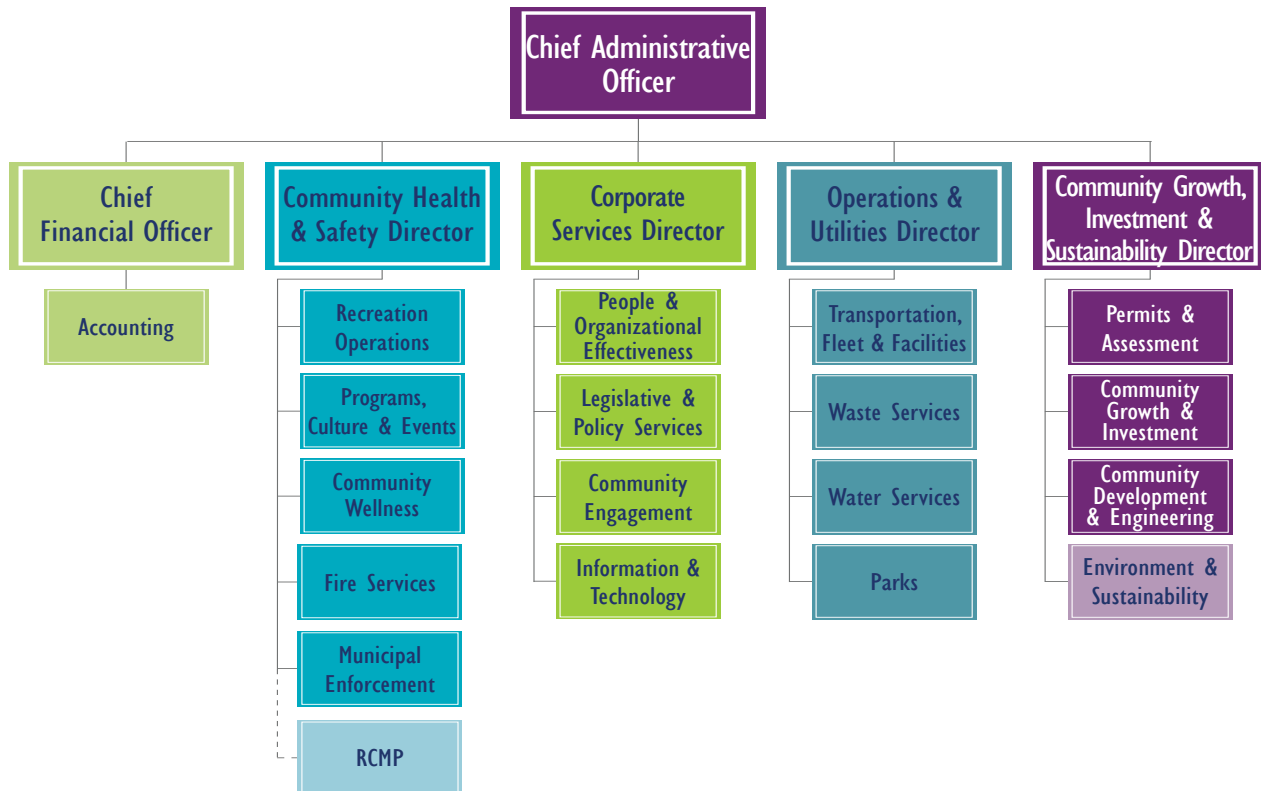 Chief Administrative
Officer
Chief
Financial Officer
Accounting
Community Health
& Safety Director
Recreation
Operations
Programs,
Culture & Events
Community
Wellness
Fire Services
Municipal
Enforcement
RCMP
Corporate
Services Director
People &
Organizational
Effectiveness
Legislative &
Policy Services
Community
Engagement
Information &
Technology
Operations &
Utilities Director
Transportation,
Fleet & Facilities
Waste Services
Water Services
Parks
Community Growth,
Investment &
Sustainability Director
Permits &
Assessment
Community
Growth &
Investment
Community
Development
& Engineering
Environment &
Sustainability